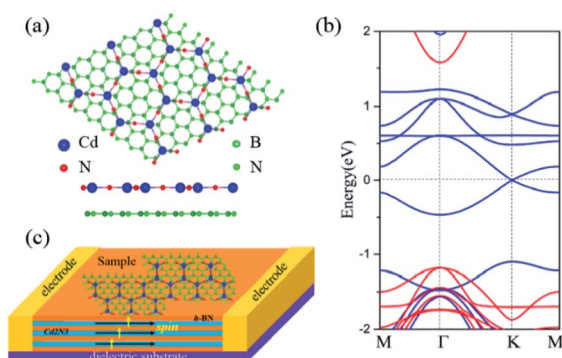 (a)
Cd
B
N
N
(b)
2
1
0
-1
-2
Energy(eV)
M
Γ
K
M
(c)
electrode
Sample
electrode
h-BN
Cd2N3
spin
dielectric substrate